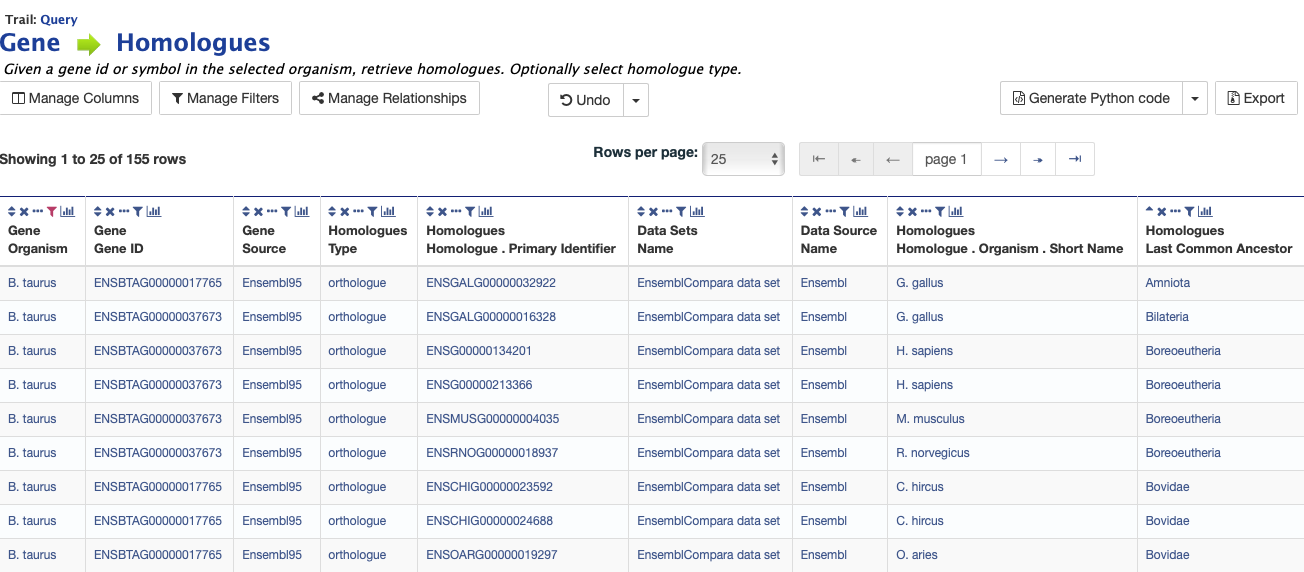 Trail: Query
Gene Homologues
Given a gene id or symbol in the selected organism, retrieve homologues. Optionally select homologue type.
Manage Columns Manage Filters Manage Relationships Undo Generate Python code Export
Showing 1 to 25 of 155 rows Rows per page: 25 page 1
Gene Gene Gene Homologues Homologues Data Sets Data Source Homologues Homologues
Organism Gene ID Source Type Homologue . Primary Identifier Name Name Homologue . Organism . Short Name Last Common Ancestor
B. taurus ENSBTAG00000017765 Ensembl95 orthologue ENSGALG00000032922 EnsemblCompara data set Ensembl G. gallus Amniota
B. taurus ENSBTAG00000037673 Ensembl95 orthologue ENSGALG00000016328 EnsemblCompara data set Ensembl G. gallus Bilateria
B. taurus ENSBTAG00000037673 Ensembl95 orthologue ENSG00000134201 EnsemblCompara data set Ensembl H. sapiens Boreoeutheria
B. taurus ENSBTAG00000037673 Ensembl95 orthologue ENSG00000213366 EnsemblCompara data set Ensembl H. sapiens Boreoeutheria
B. taurus ENSBTAG00000037673 Ensembl95 orthologue ENSMUSG00000004035 EnsemblCompara data set Ensembl M. musculus Boreoeutheria
B. taurus ENSBTAG00000037673 Ensembl95 orthologue ENSRNOG00000018937 EnsemblCompara data set Ensembl R. norvegicus Boreoeutheria
B. taurus ENSBTAG00000017765 Ensembl95 orthologue ENSCHIG00000023592 EnsemblCompara data set Ensembl C. hircus Bovidae
B. taurus ENSBTAG00000017765 Ensembl95 orthologue ENSCHIG00000024688 EnsemblCompara data set Ensembl C. hircus Bovidae
B. taurus ENSBTAG00000017765 Ensembl95 orthologue ENSOARG00000019297 EnsemblCompara data set Ensembl O. aries Bovidae